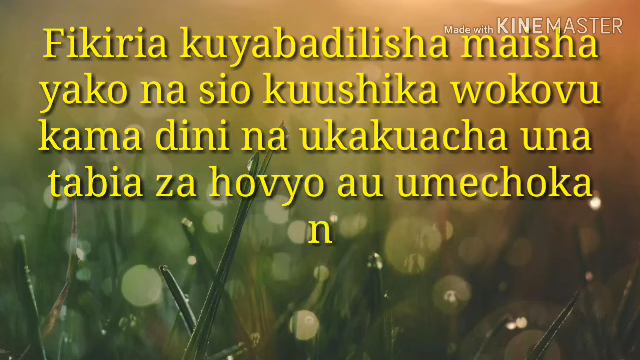 Made with KINEMASTER
Fikiria kuyabadilisha maisha
yako na sio kuushika wokovu
kama dini na ukakuacha una
tabia za hovyo au umechoka
n